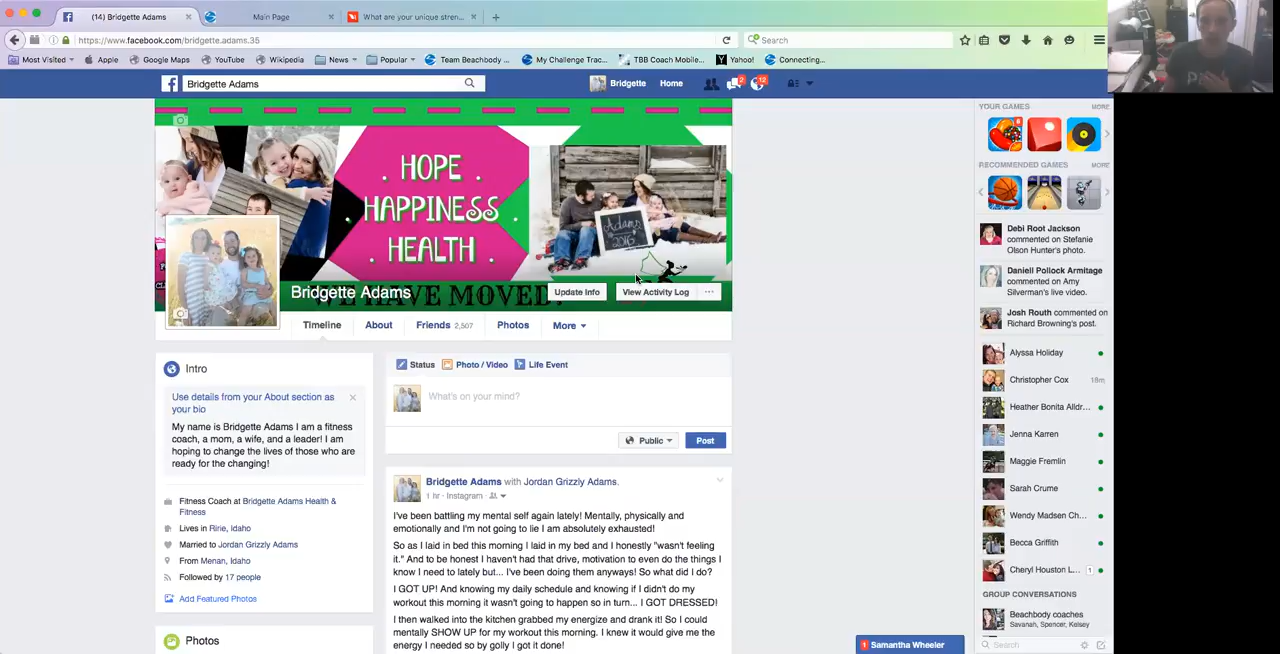 (14) Bridgette Adams
Main Page
What are your unique stren...
https://www.facebook.com/bridgette.adams.35
Search
Most Visited
Apple
Google Maps
YouTube
Wikipedia
News
Popular
Team Beachbody ...
My Challenge Trac...
TBB Coach Mobile...
Yahoo!
Connecting...
Bridgette Adams
Bridgette
Home
2
12
HOPE
HAPPINESS
HEALTH
Adams
2016
WE HAVE MOVED!
Bridgette Adams
Update Info
View Activity Log
Timeline
About
Friends 2,507
Photos
More
Intro
Use details from your About section as
your bio
My name is Bridgette Adams I am a fitness
coach, a mom, a wife, and a leader! I am
hoping to change the lives of those who are
ready for the changing!
Fitness Coach at Bridgette Adams Health &
Fitness
Lives in Ririe, Idaho
Married to Jordan Grizzly Adams
From Menan, Idaho
Followed by 17 people
Add Featured Photos
Photos
Status
Photo / Video
Life Event
What's on your mind?
Public
Post
Bridgette Adams with Jordan Grizzly Adams.
1 hr · Instagram ·
I've been battling my mental self again lately! Mentally, physically and
emotionally and I'm not going to lie I am absolutely exhausted!
So as I laid in bed this morning I laid in my bed and I honestly "wasn't feeling
it." And to be honest I haven't had that drive, motivation to even do the things I
know I need to lately but... I've been doing them anyways! So what did I do?
I GOT UP! And knowing my daily schedule and knowing if I didn't do my
workout this morning it wasn't going to happen so in turn... I GOT DRESSED!
I then walked into the kitchen grabbed my energize and drank it! So I could
mentally SHOW UP for my workout this morning. I knew it would give me the
energy I needed so by golly I got it done!
YOUR GAMES
MORE
RECOMMENDED GAMES
MORE
Debi Root Jackson
commented on Stefanie
Olson Hunter's photo.
Daniell Pollock Armitage
commented on Amy
Silverman's live video.
Josh Routh commented on
Richard Browning's post.
Alyssa Holiday
Christopher Cox
18m
Heather Bonita Alldr...
Jenna Karren
Maggie Fremlin
Sarah Crume
Wendy Madsen Ch...
Becca Griffith
Cheryl Houston L...
1
GROUP CONVERSATIONS
Beachbody coaches
Savanah, Spencer, Kelsey
Search
1
Samantha Wheeler